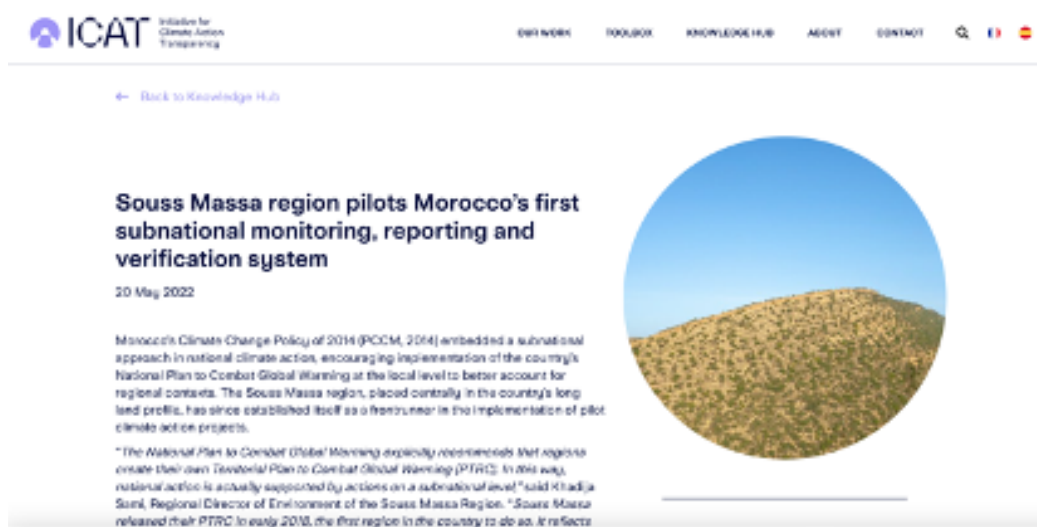 ICAT
Initiative for
Climate Action
Transparency
OUR WORK TOOLBOX KNOWLEDGE HUB ABOUT CONTACT
← Back to Knowledge Hub
Souss Massa region pilots Morocco's first
subnational monitoring, reporting and
verification system
20 May 2022
Morocco's Climate Change Policy of 2014 (PCCM, 2014) embedded a subnational
approach in national climate action, encouraging implementation of the country's
National Plan to Combat Global Warming at the local level to better account for
regional contexts. The Souss Massa region, placed centrally in the country's long
land profile, has since established itself as a frontrunner in the implementation of pilot
climate action projects.
"The National Plan to Combat Global Warming explicitly recommends that regions
create their own Territorial Plan to Combat Global Warming (PTRC). In this way,
national action is actually supported by actions on a subnational level," said Khadija
Sami, Regional Director of Environment of the Souss Massa Region. "Souss Massa
released their PTRC in early 2018, the first region in the country to do so. It reflects